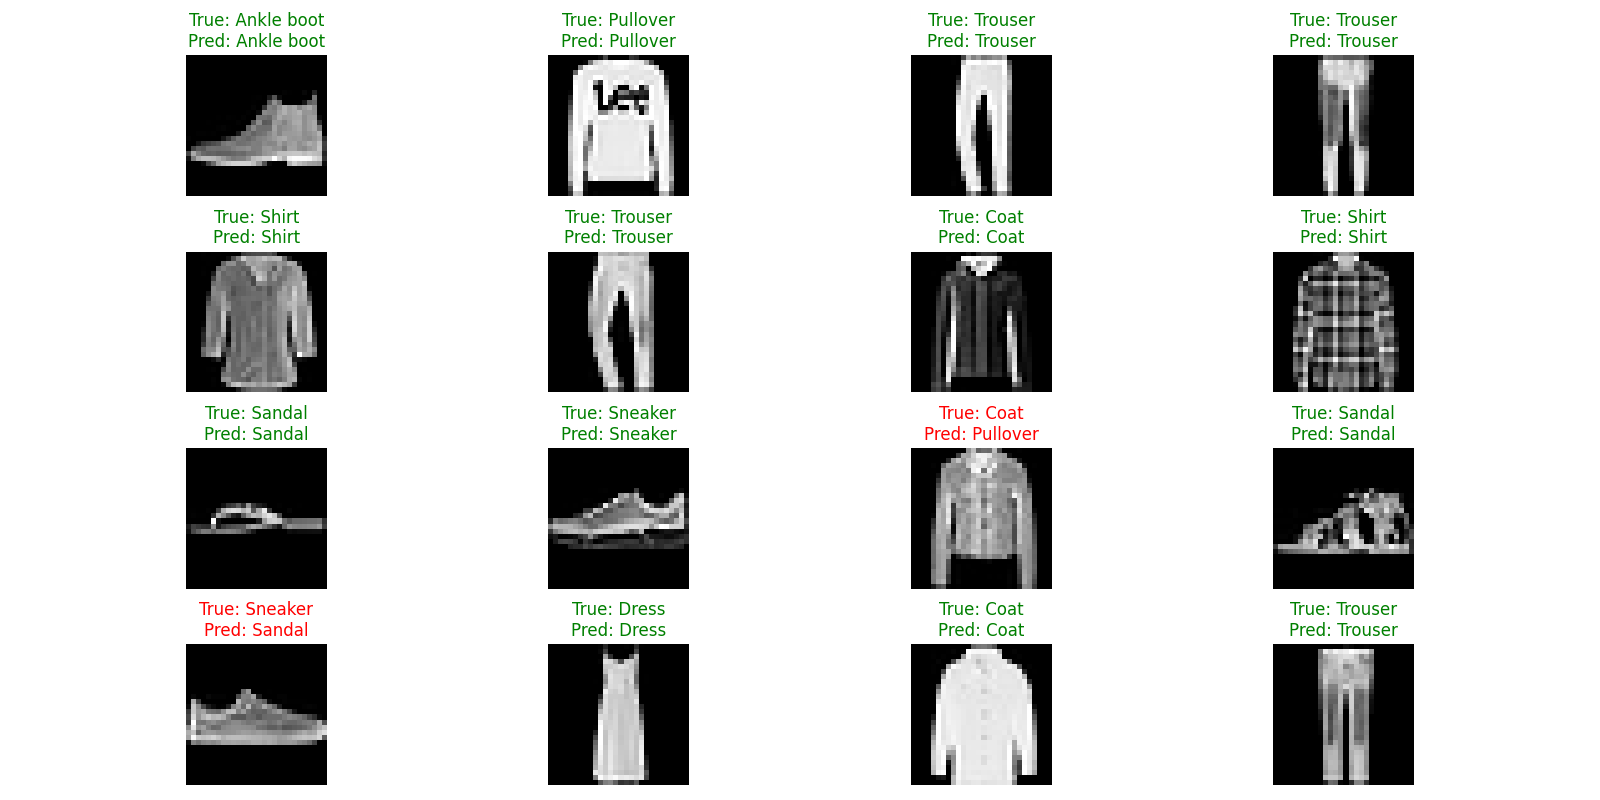 True: Ankle boot
Pred: Ankle boot
True: Pullover
Pred: Pullover
True: Trouser
Pred: Trouser
True: Trouser
Pred: Trouser
Lee
True: Shirt
Pred: Shirt
True: Trouser
Pred: Trouser
True: Coat
Pred: Coat
True: Shirt
Pred: Shirt
True: Sandal
Pred: Sandal
True: Sneaker
Pred: Sneaker
True: Coat
Pred: Pullover
True: Sandal
Pred: Sandal
True: Sneaker
Pred: Sandal
True: Dress
Pred: Dress
True: Coat
Pred: Coat
True: Trouser
Pred: Trouser